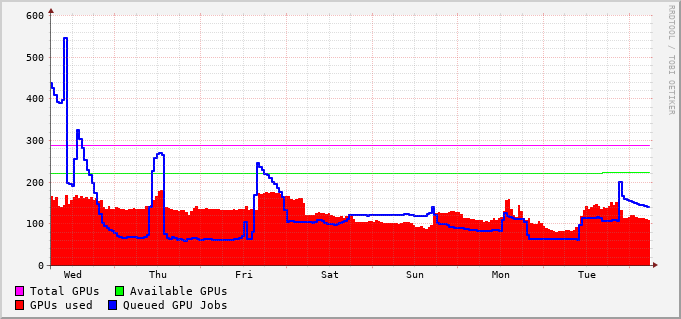 600
500
400
300
200
100
0
Wed Thu Fri Sat Sun Mon Tue
Total GPUs Available GPUs
GPUs used Queued GPU Jobs
RRDTOOL / TOBI OETIKER